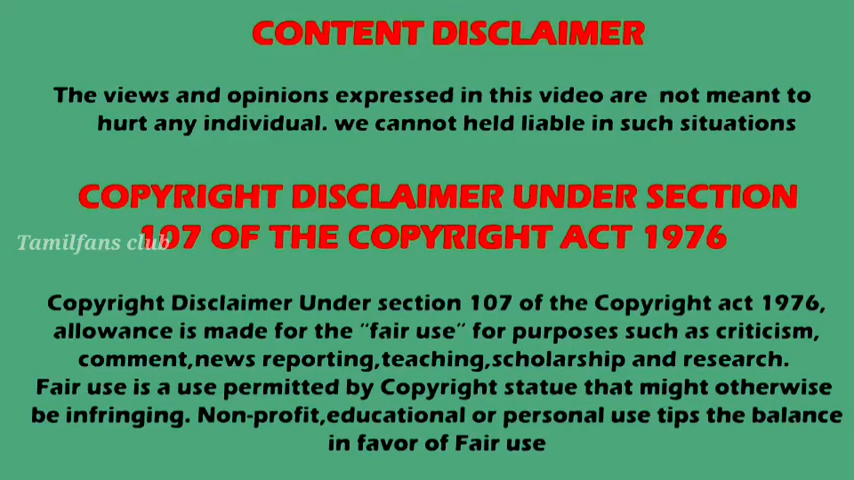 CONTENT DISCLAIMER
The views and opinions expressed in this video are not meant to
hurt any individual. we cannot held liable in such situations
COPYRIGHT DISCLAIMER UNDER SECTION
107 OF THE COPYRIGHT ACT 1976
Tamilfans club
Copyright Disclaimer Under section 107 of the Copyright act 1976,
allowance is made for the "fair use" for purposes such as criticism,
comment,news reporting,teaching,scholarship and research.
Fair use is a use permitted by Copyright statue that might otherwise
be infringing. Non-profit,educational or personal use tips the balance
in favor of Fair use